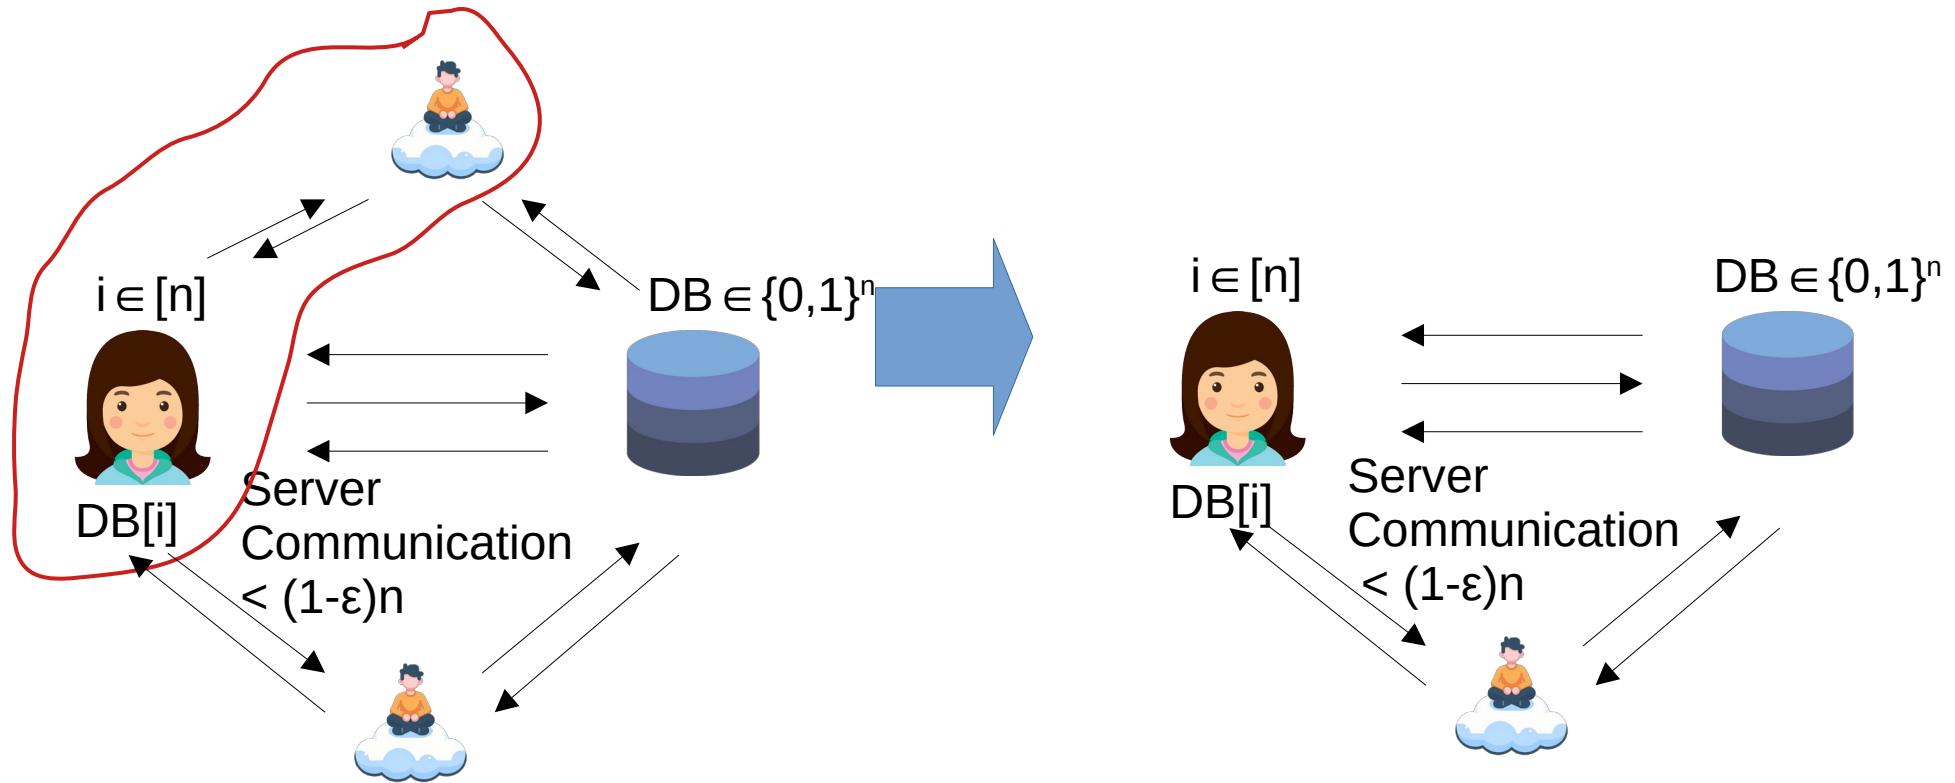 i ∈ [n]
DB ∈ {0,1}ⁿ
DB[i]
Server
Communication
< (1-ε)n
i ∈ [n]
DB ∈ {0,1}ⁿ
DB[i]
Server
Communication
< (1-ε)n